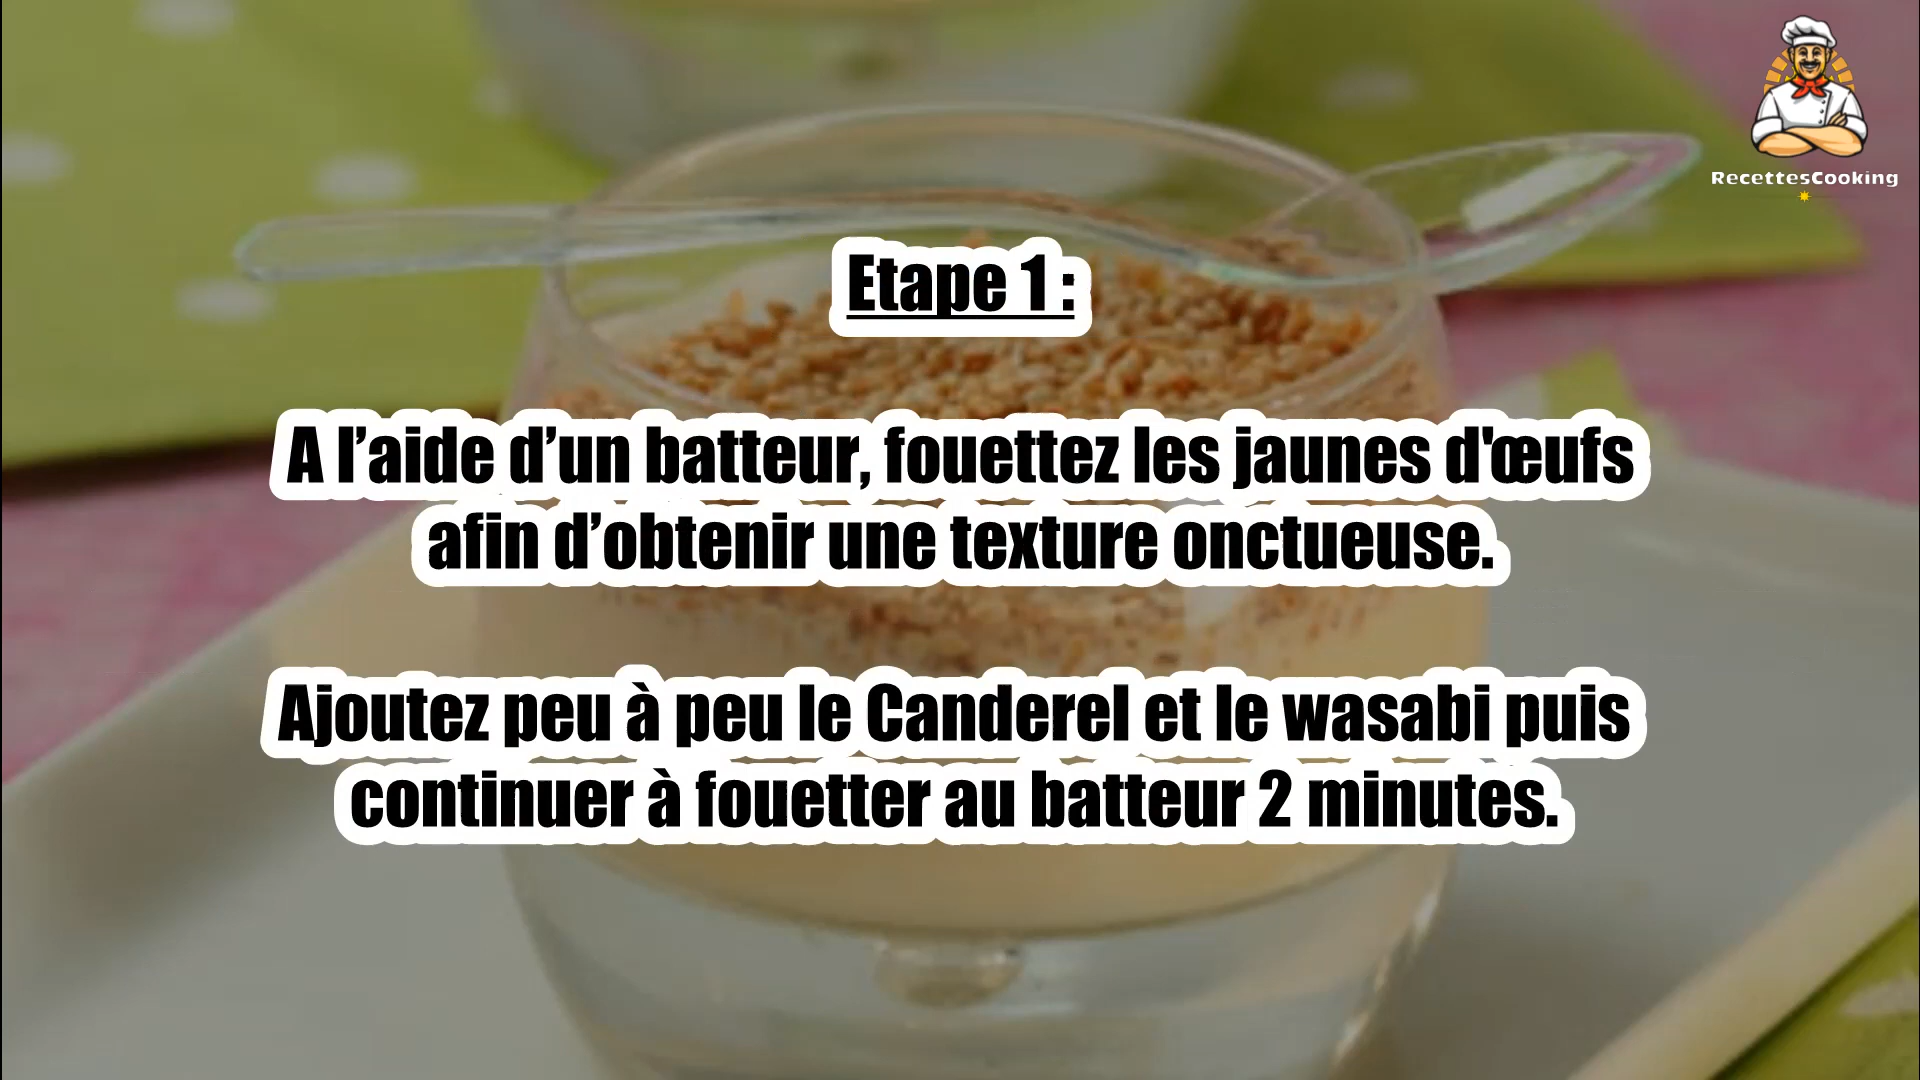 RecettesCooking
Etape 1 :
A l’aide d’un batteur, fouettez les jaunes d'œufs
afin d’obtenir une texture onctueuse.
Ajoutez peu à peu le Canderel et le wasabi puis
continuer à fouetter au batteur 2 minutes.